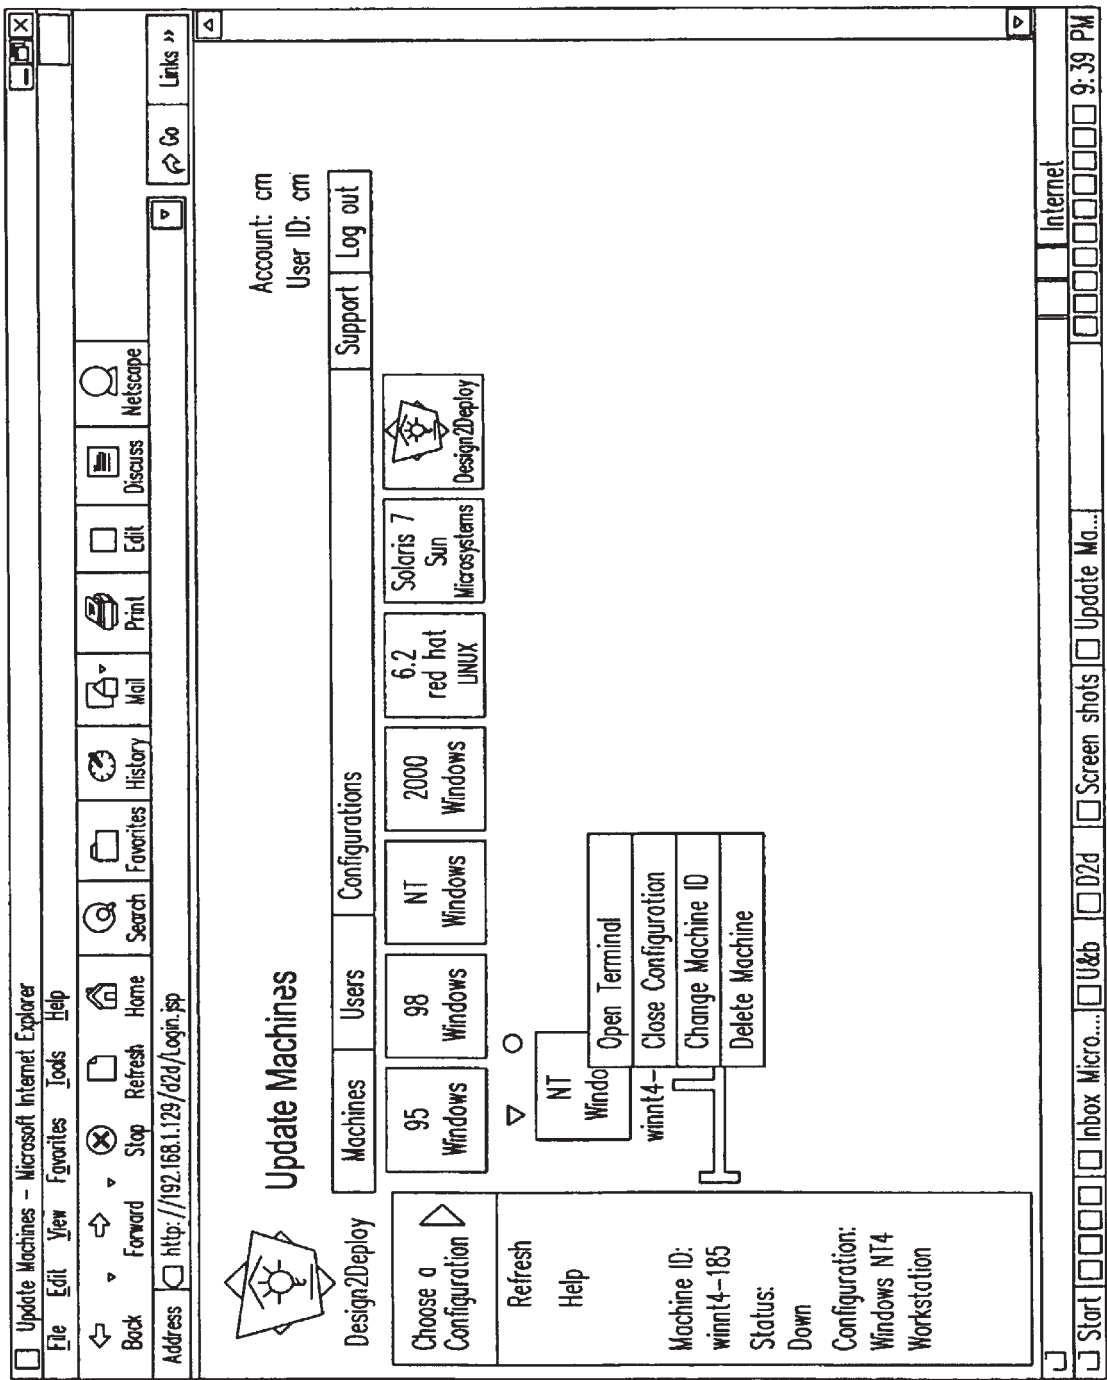 Update Machines – Microsoft Internet Explorer
File Edit View Favorites Tools Help
Back Forward Stop Refresh Home Search Favorites History Mail Print Edit Discuss Netscape
Address http://192.168.1.129/d2d/Login.jsp Go Links »
Account: cm
User ID: cm
Update Machines
Design2Deploy
Machines Users Configurations Support Log out
95
Windows
98
Windows
NT
Windows
2000
Windows
6.2
red hat
LINUX
Solaris 7
Sun
Microsystems
Design2Deploy
Choose a
Configuration
Refresh
Help
NT
Windo
winnt4-
Open Terminal
Close Configuration
Change Machine ID
Delete Machine
Machine ID:
winnt4-185
Status:
Down
Configuration:
Windows NT4
Workstation
Internet
Start Inbox Micro.... U&b D2d Screen shots Update Ma... 9:39 PM